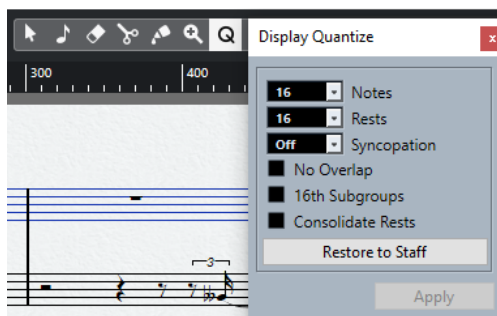 Q
Display Quantize
x
300 400
16 Notes
16 Rests
Off Syncopation
No Overlap
16th Subgroups
Consolidate Rests
3
Restore to Staff
Apply